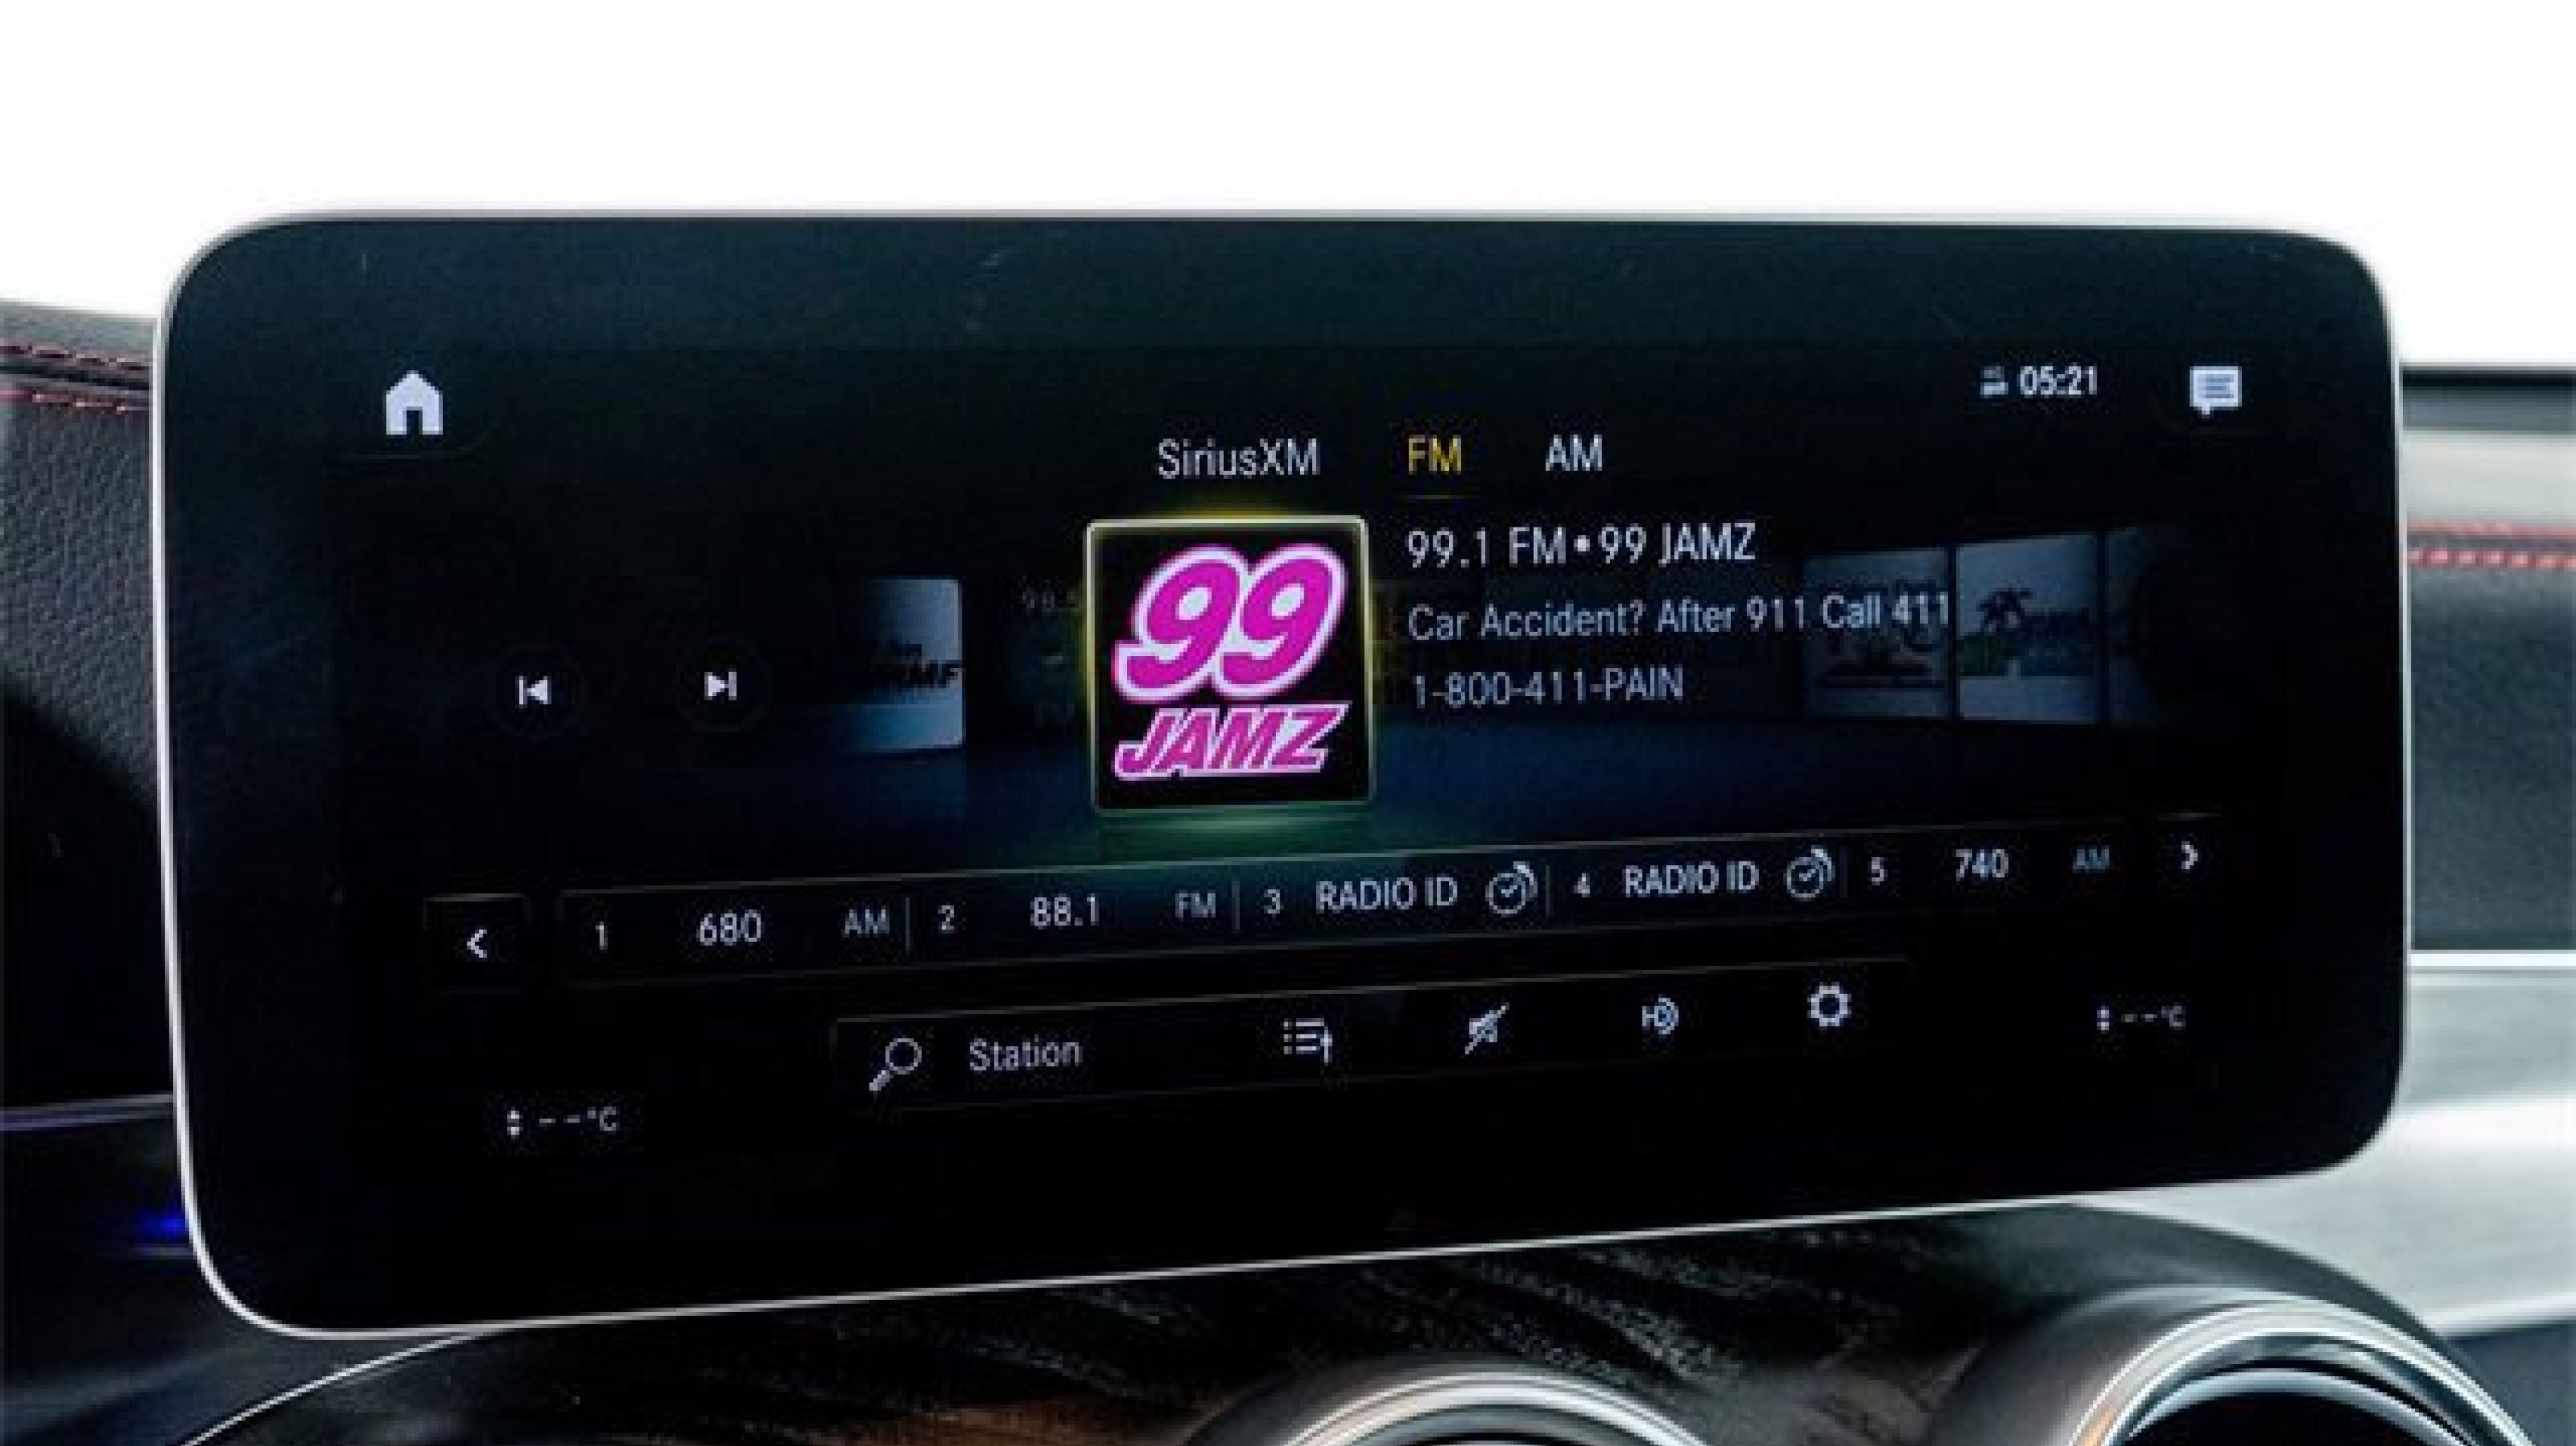 05:21
SiriusXM FM AM
99 JAMZ
99.1 FM•99 JAMZ
Car Accident? After 911 Call 411
1-800-411-PAIN
1 680 AM 2 88.1 FM 3 RADIO ID 4 RADIO ID 5 740 AM
Station
HD
--°C
--°C